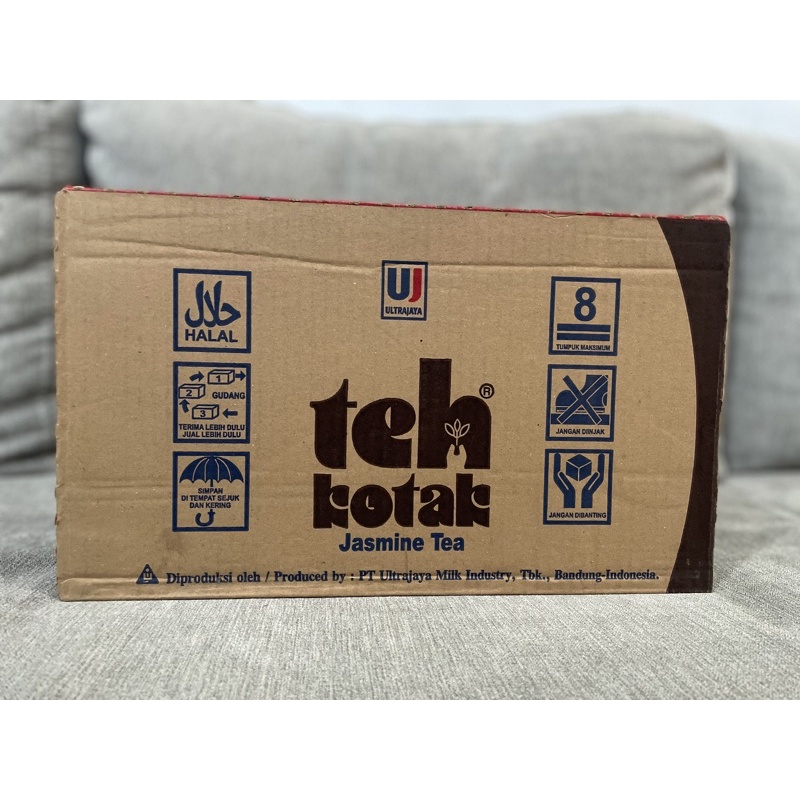 حلال
HALAL
1
2
GUDANG
3
TERIMA LEBIH DULU
JUAL LEBIH DULU
SIMPAN
DI TEMPAT SEJUK
DAN KERING
UJ
ULTRAJAYA
teh®
kotak
Jasmine Tea
8
TUMPUK MAKSIMUM
JANGAN DIINJAK
JANGAN DIBANTING
Diproduksi oleh / Produced by : PT Ultrajaya Milk Industry, Tbk., Bandung-Indonesia.